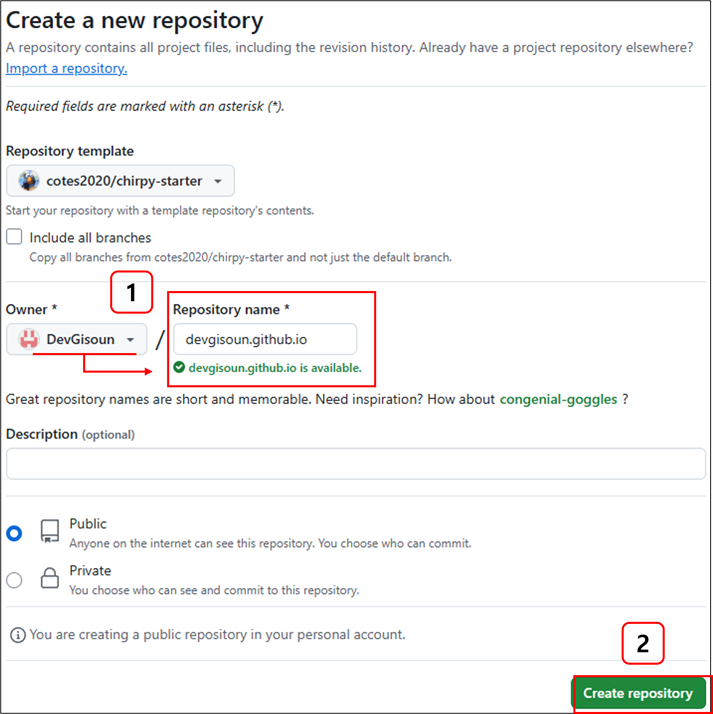 Create a new repository
A repository contains all project files, including the revision history. Already have a project repository elsewhere?
Import a repository.
Required fields are marked with an asterisk (*).
Repository template
cotes2020/chirpy-starter
Start your repository with a template repository's contents.
Include all branches
Copy all branches from cotes2020/chirpy-starter and not just the default branch.
1
Owner * Repository name *
DevGisoun / devgisoun.github.io
devgisoun.github.io is available.
Great repository names are short and memorable. Need inspiration? How about congenial-goggles ?
Description (optional)
Public
Anyone on the internet can see this repository. You choose who can commit.
Private
You choose who can see and commit to this repository.
You are creating a public repository in your personal account.
2
Create repository